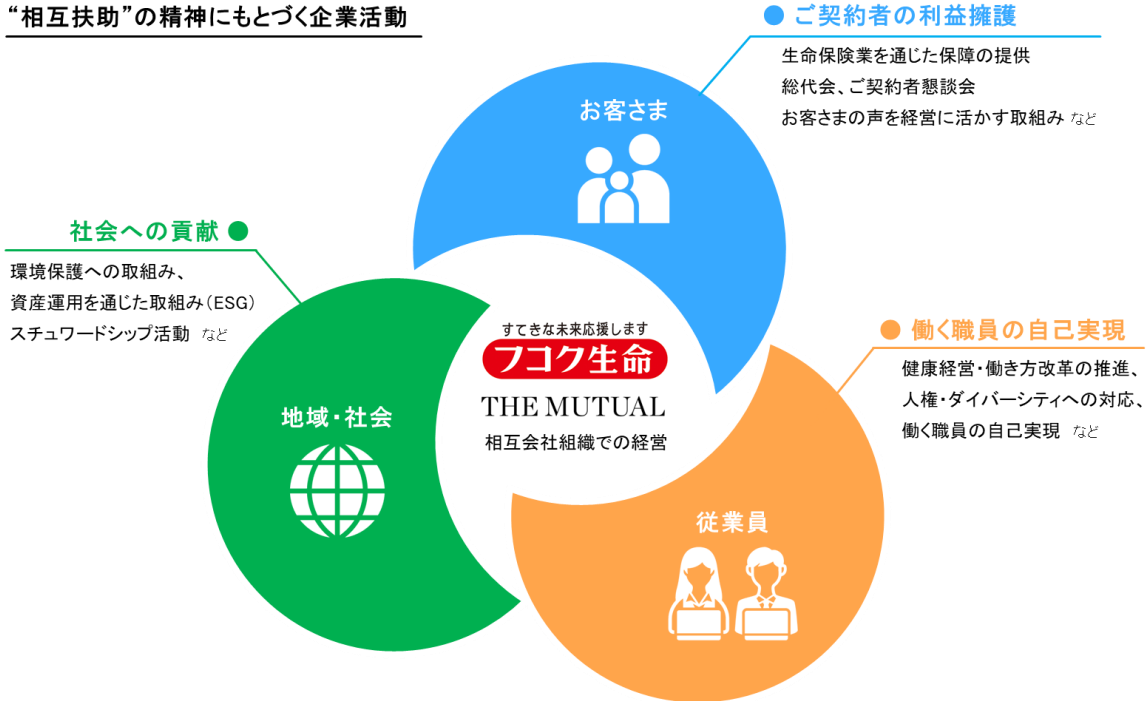 “相互扶助”の精神にもとづく企業活動
● ご契約者の利益擁護
生命保険業を通じた保障の提供
総代会、ご契約者懇談会
お客さまの声を経営に活かす取組み など
お客さま
社会への貢献 ●
環境保護への取組み、
資産運用を通じた取組み(ESG)
スチュワードシップ活動 など
地域・社会
すてきな未来応援します
フコク生命
THE MUTUAL
相互会社組織での経営
● 働く職員の自己実現
健康経営・働き方改革の推進、
人権・ダイバーシティへの対応、
働く職員の自己実現 など
従業員